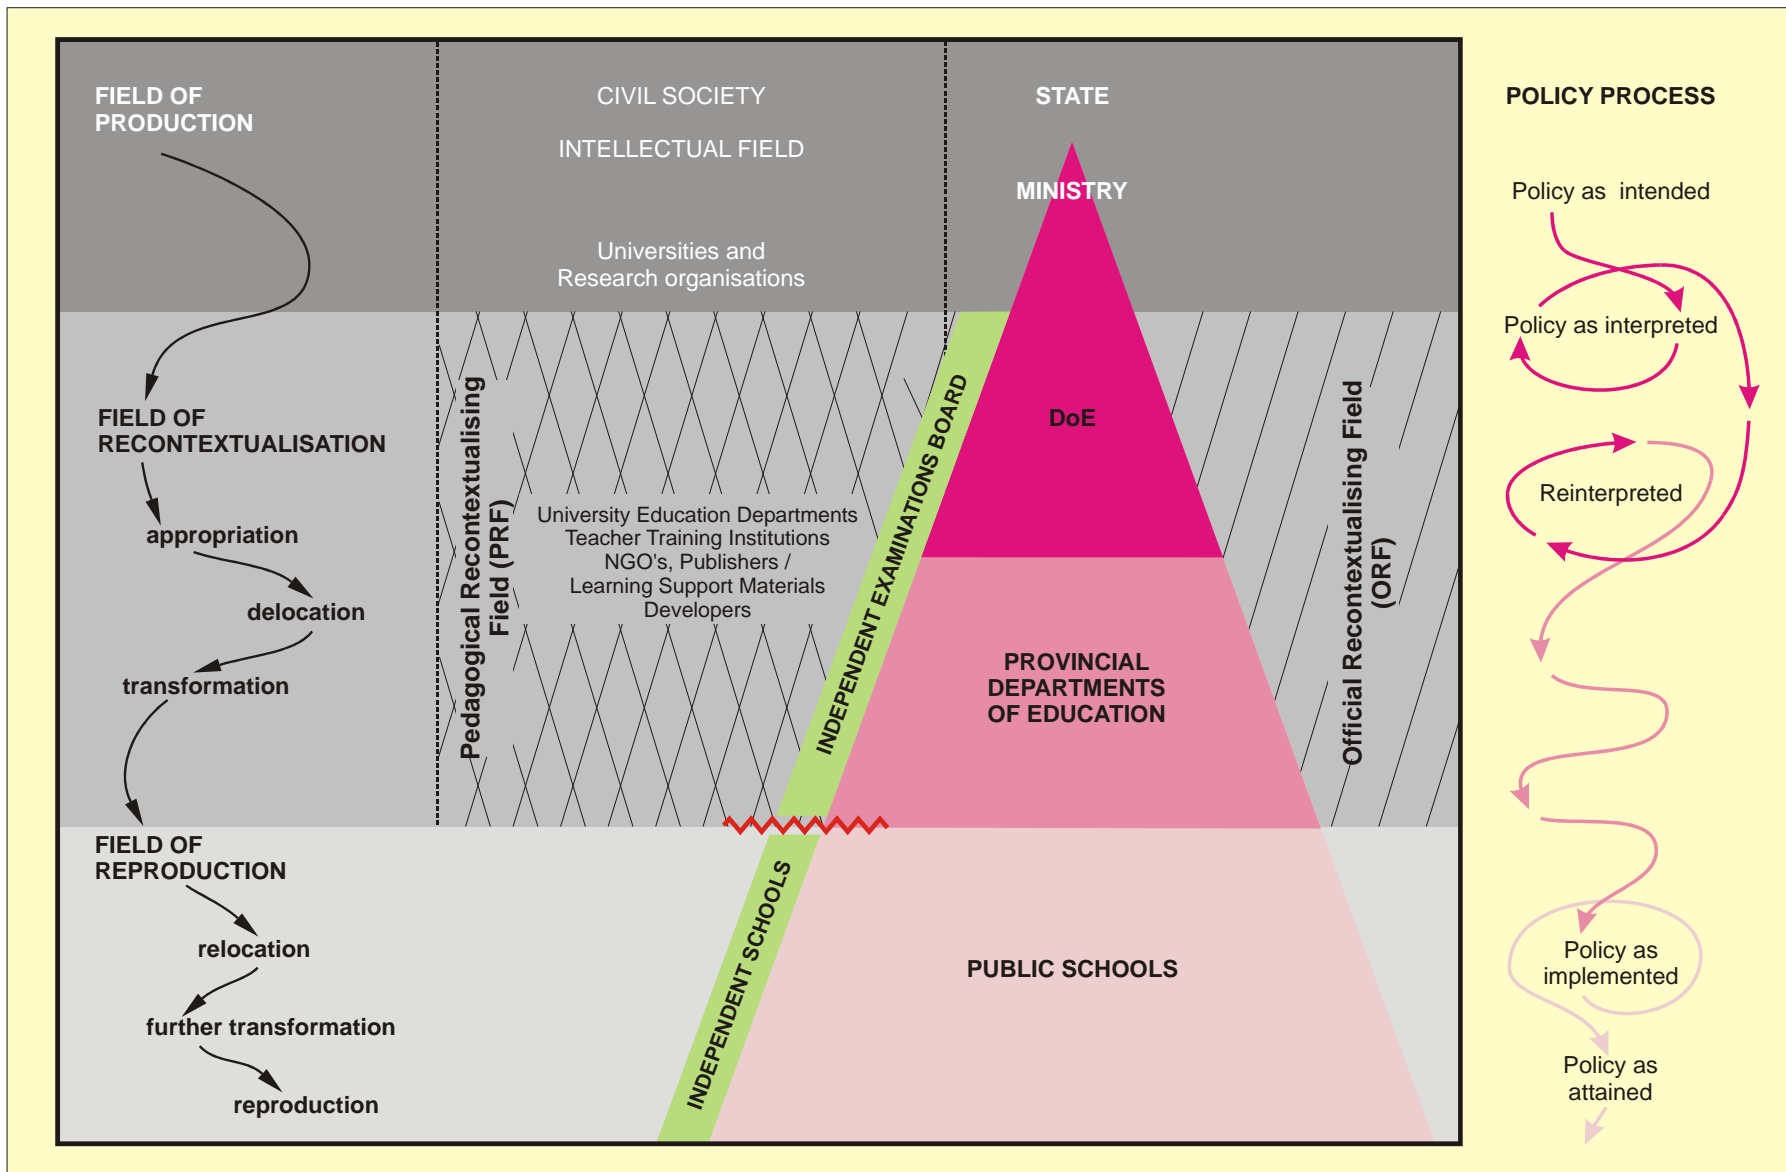 FIELD OF
PRODUCTION
CIVIL SOCIETY
INTELLECTUAL FIELD
Universities and
Research organisations
STATE
MINISTRY
FIELD OF
RECONTEXTUALISATION
appropriation
delocation
transformation
Pedagogical Recontextualising
Field (PRF)
University Education Departments
Teacher Training Institutions
NGO's, Publishers /
Learning Support Materials
Developers
INDEPENDENT EXAMINATIONS BOARD
DoE
PROVINCIAL
DEPARTMENTS
OF EDUCATION
Official Recontextualising Field
(ORF)
FIELD OF
REPRODUCTION
relocation
further transformation
reproduction
INDEPENDENT SCHOOLS
PUBLIC SCHOOLS
POLICY PROCESS
Policy as intended
Policy as interpreted
Reinterpreted
Policy as
implemented
Policy as
attained